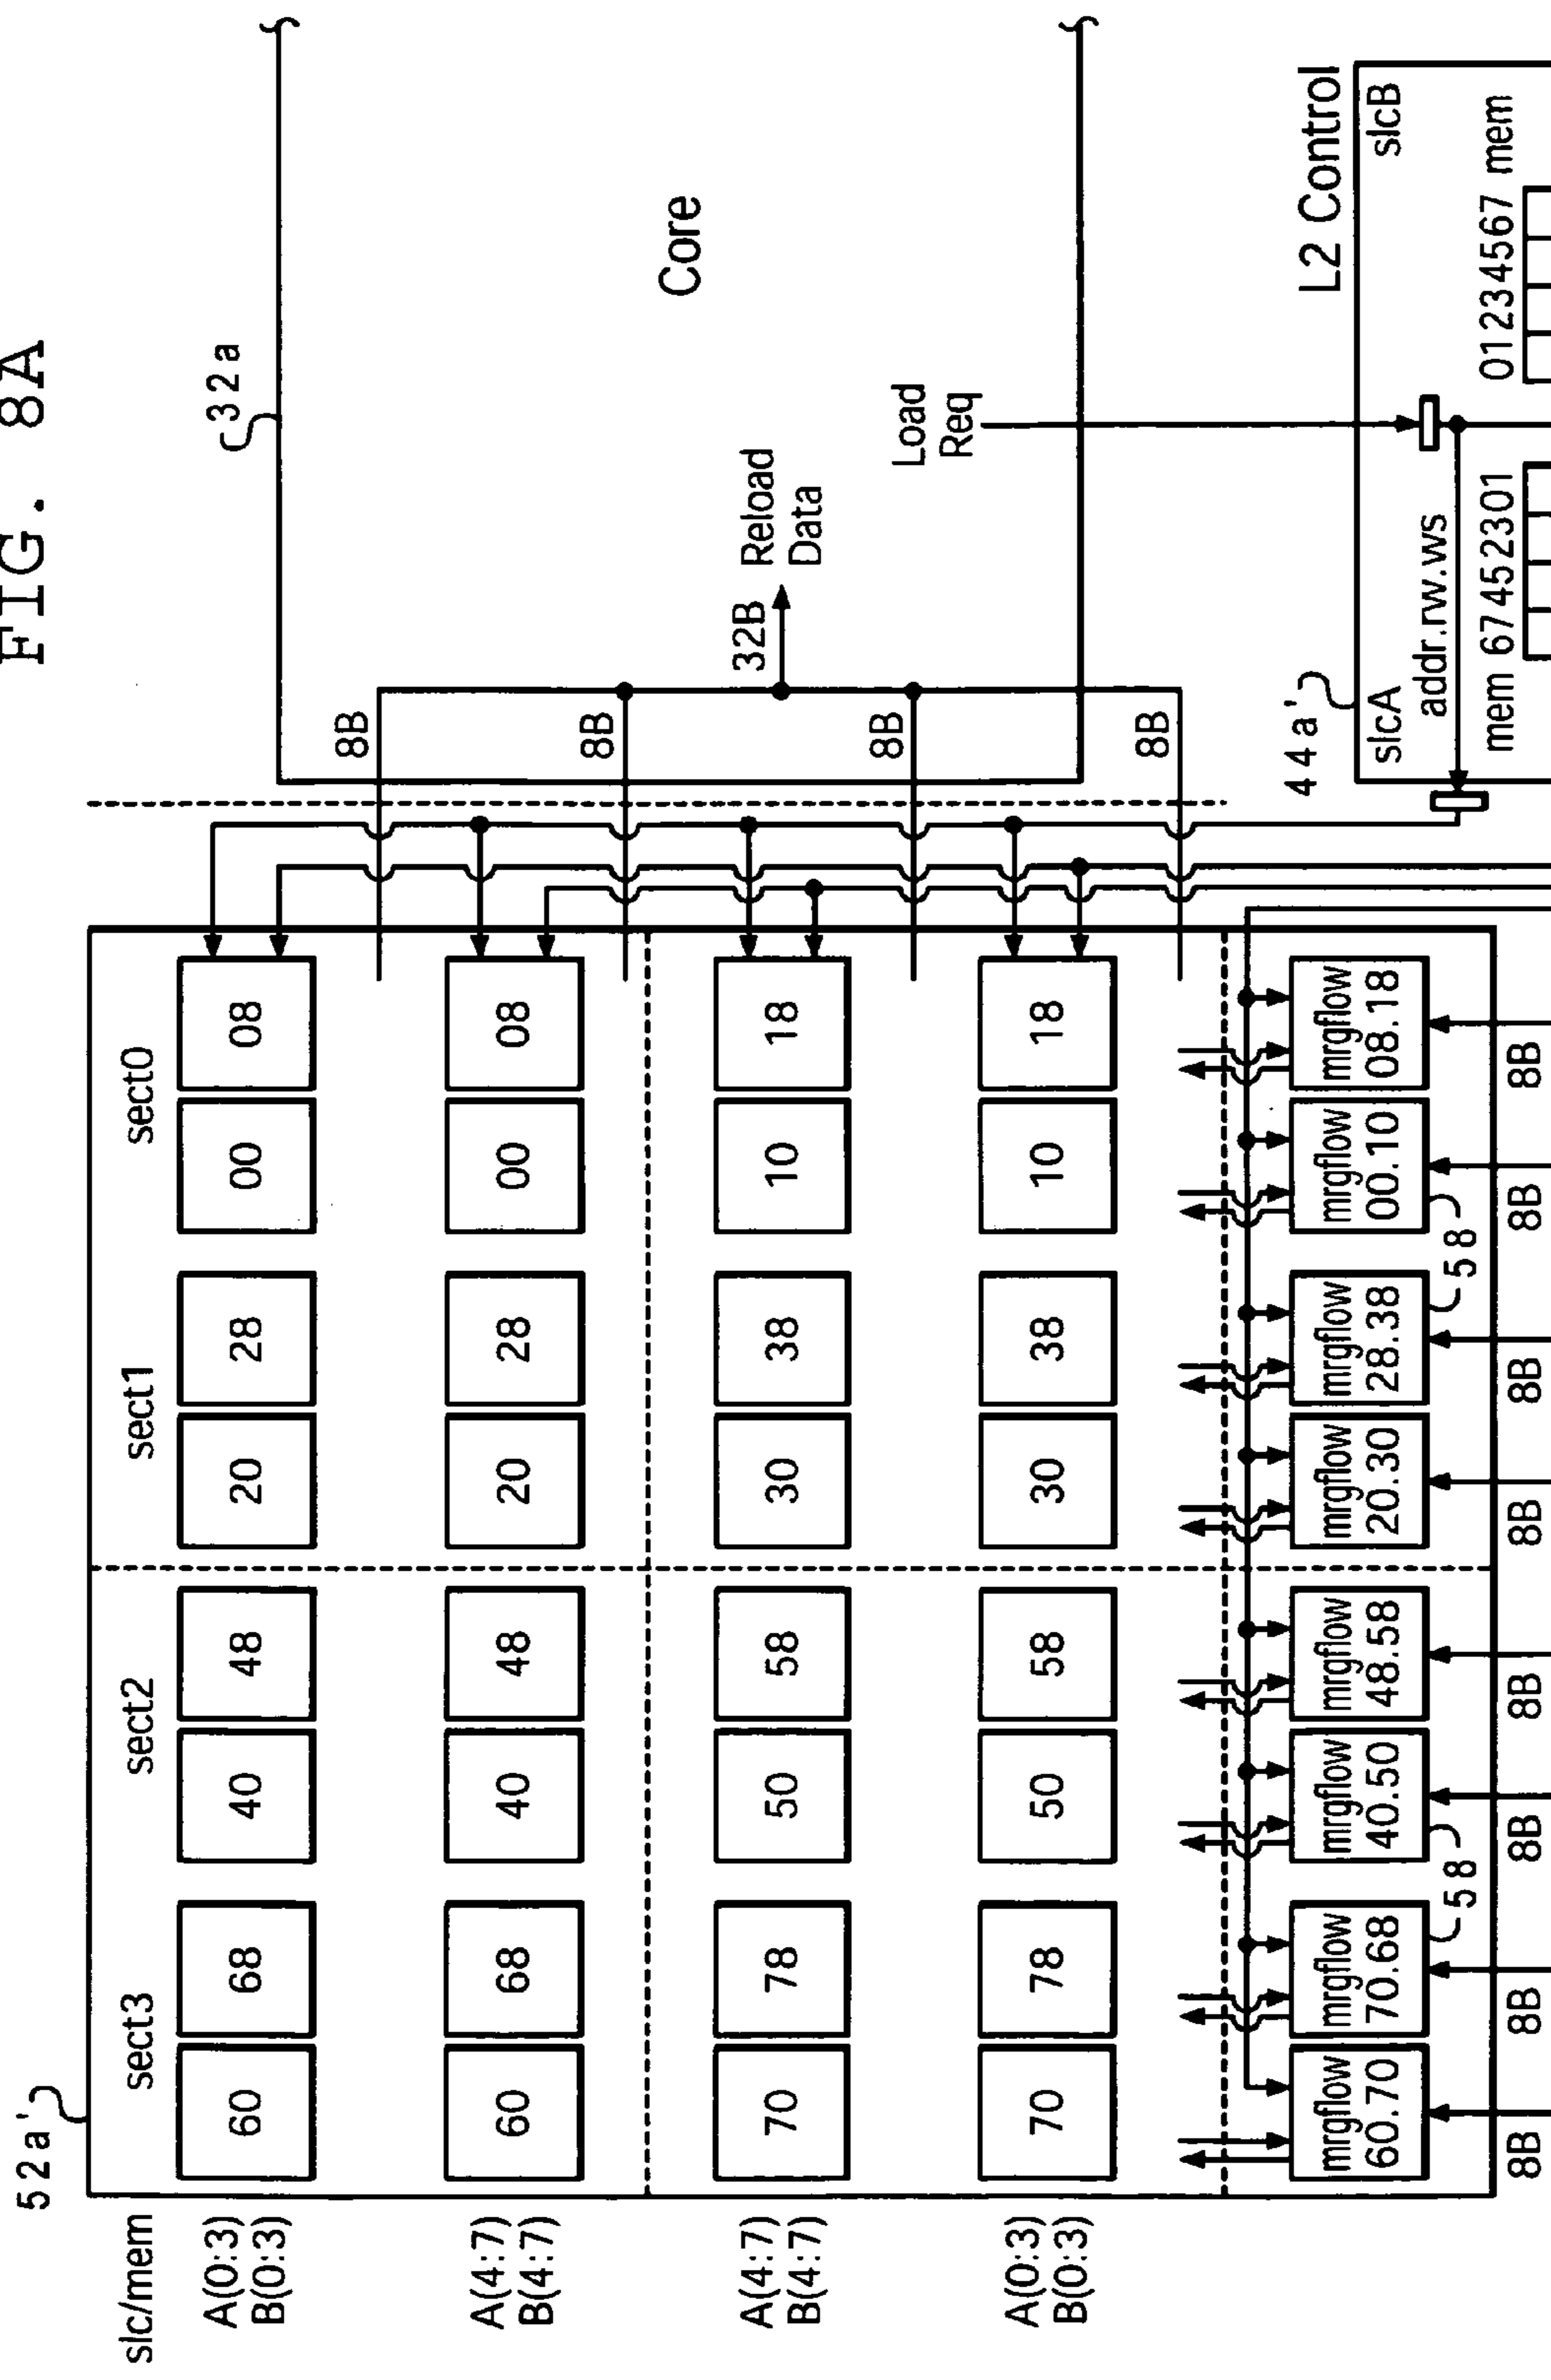 FIG. 8A
52a'
32a
slc/mem
sect3
sect2
sect1
sect0
A(0:3)
B(0:3)
60
68
40
48
20
28
00
08
8B
A(4:7)
B(4:7)
60
68
40
48
20
28
00
08
8B
Core
A(4:7)
B(4:7)
70
78
50
58
30
38
10
18
32B
Reload
Data
8B
Load
Req
A(0:3)
B(0:3)
70
78
50
58
30
38
10
18
8B
mrgflow
60.70
mrgflow
70.68
mrgflow
40.50
mrgflow
48.58
mrgflow
20.30
mrgflow
28.38
mrgflow
00.10
mrgflow
08.18
58
58
58
8B
8B
8B
8B
8B
8B
8B
8B
44a'
L2 Control
slcA
slcB
addr.rw.ws
mem 67452301
01234567 mem